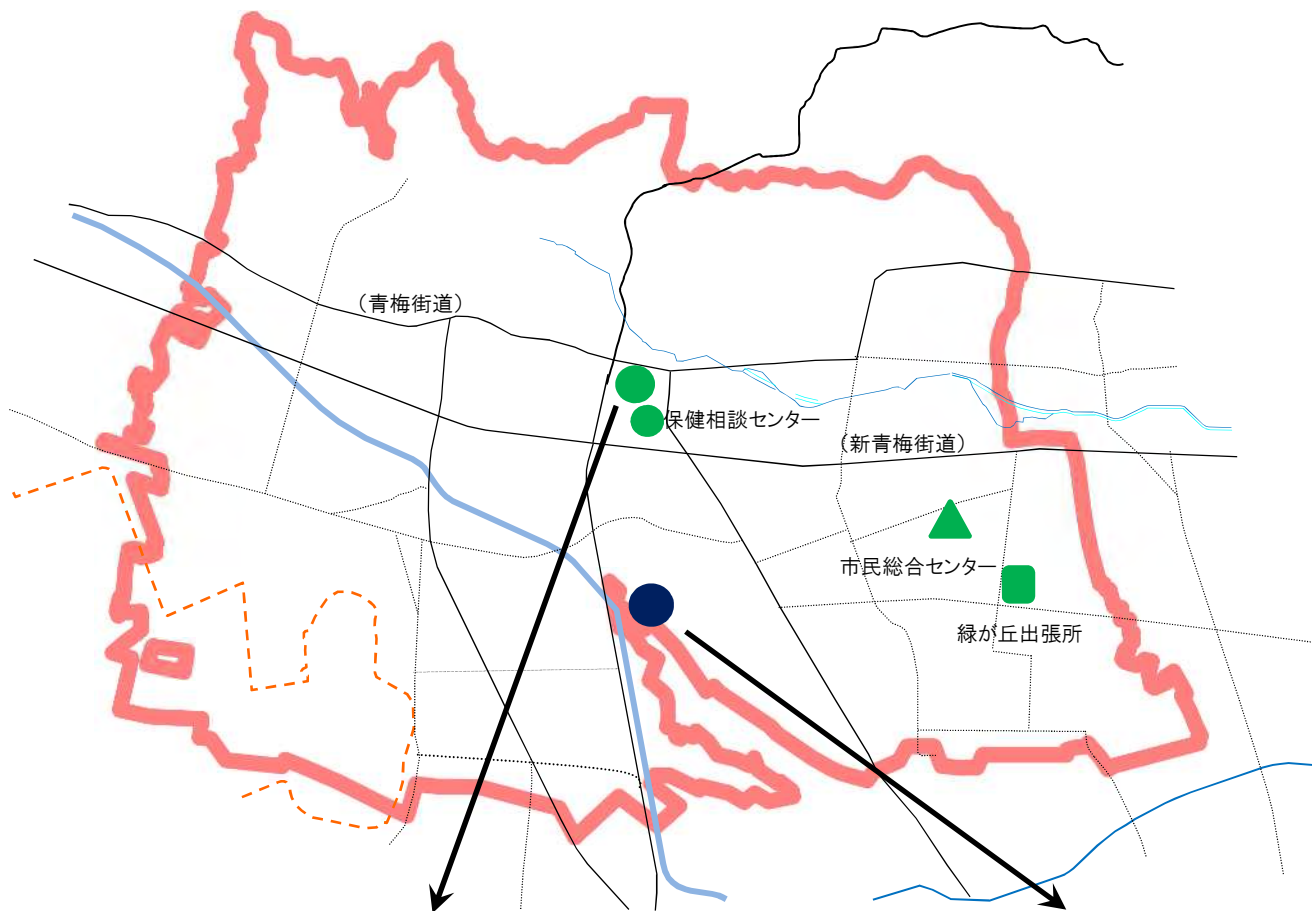 (青梅街道)
保健相談センター
(新青梅街道)
市民総合センター
緑が丘出張所